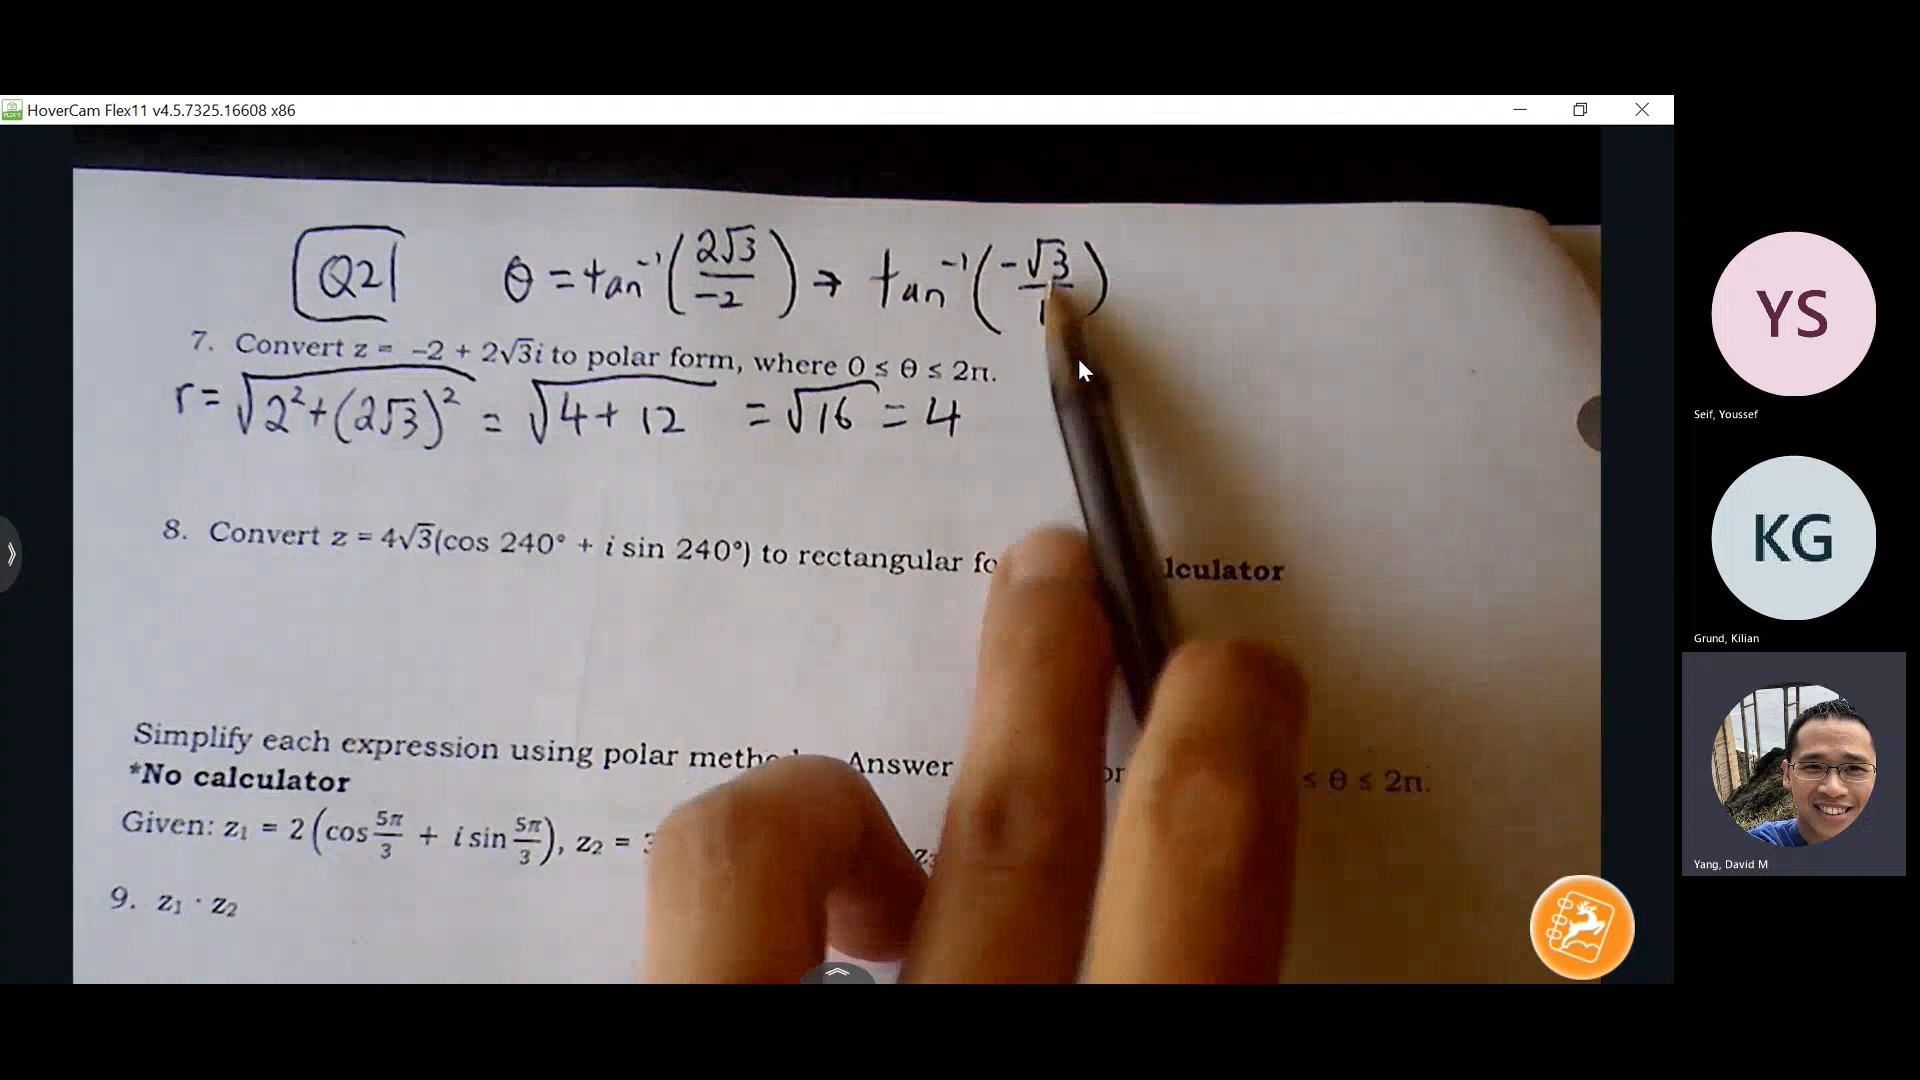 HoverCam Flex11 v4.5.7325.16608 x86
Q2 θ = tan⁻¹(2√3/-2) → tan⁻¹(-√3/1)
7. Convert z = -2 + 2√3i to polar form, where 0 ≤ θ ≤ 2π.
r = √(2² + (2√3)²) = √(4 + 12) = √16 = 4
8. Convert z = 4√3(cos 240° + i sin 240°) to rectangular fo lculator
Simplify each expression using polar meth Answer or ≤ θ ≤ 2π.
*No calculator
Given: z₁ = 2(cos 5π/3 + i sin 5π/3), z₂ = 3
9. z₁ · z₂
YS
Seif, Youssef
KG
Grund, Kilian
Yang, David M